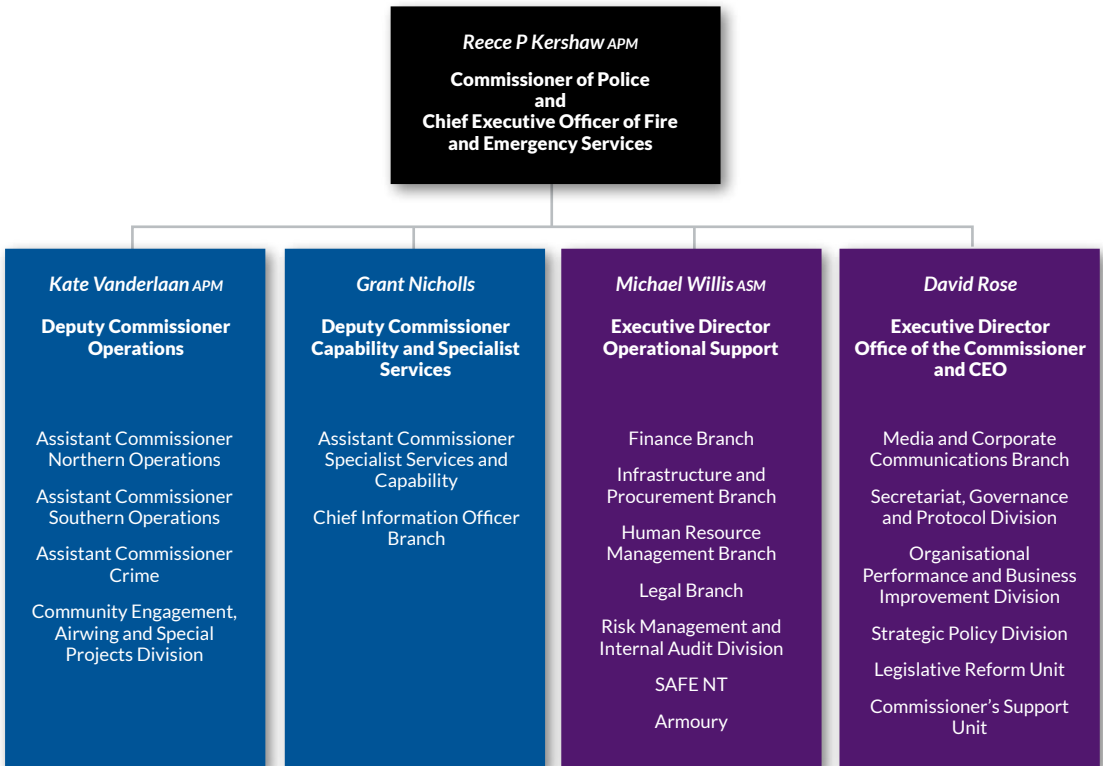 Reece P Kershaw APM
Commissioner of Police
and
Chief Executive Officer of Fire
and Emergency Services
Kate Vanderlaan APM
Deputy Commissioner
Operations
Assistant Commissioner
Northern Operations
Assistant Commissioner
Southern Operations
Assistant Commissioner
Crime
Community Engagement,
Airwing and Special
Projects Division
Grant Nicholls
Deputy Commissioner
Capability and Specialist
Services
Assistant Commissioner
Specialist Services and
Capability
Chief Information Officer
Branch
Michael Willis ASM
Executive Director
Operational Support
Finance Branch
Infrastructure and
Procurement Branch
Human Resource
Management Branch
Legal Branch
Risk Management and
Internal Audit Division
SAFE NT
Armoury
David Rose
Executive Director
Office of the Commissioner
and CEO
Media and Corporate
Communications Branch
Secretariat, Governance
and Protocol Division
Organisational
Performance and Business
Improvement Division
Strategic Policy Division
Legislative Reform Unit
Commissioner's Support
Unit